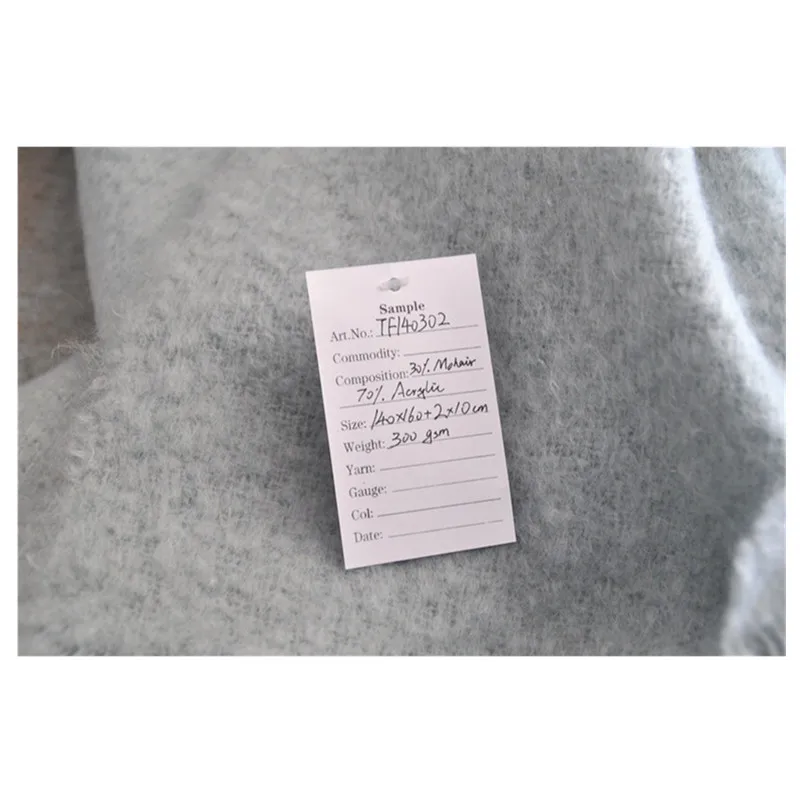 Sample
Art.No.: TF140302
Commodity:
Composition: 30% Mohair
70% Acrylic
Size: 140x160+2x10cm
Weight: 300 gsm
Yarn:
Gauge:
Col:
Date: